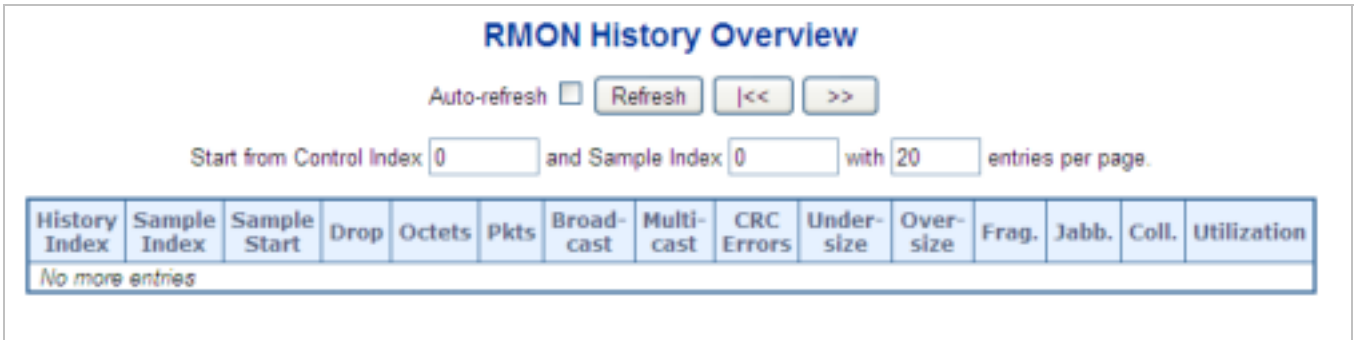 RMON History Overview
Auto-refresh Refresh |<< >>
Start from Control Index 0 and Sample Index 0 with 20 entries per page.
History Index Sample Index Sample Start Drop Octets Pkts Broad-cast Multi-cast CRC Errors Under-size Over-size Frag. Jabb. Coll. Utilization
No more entries